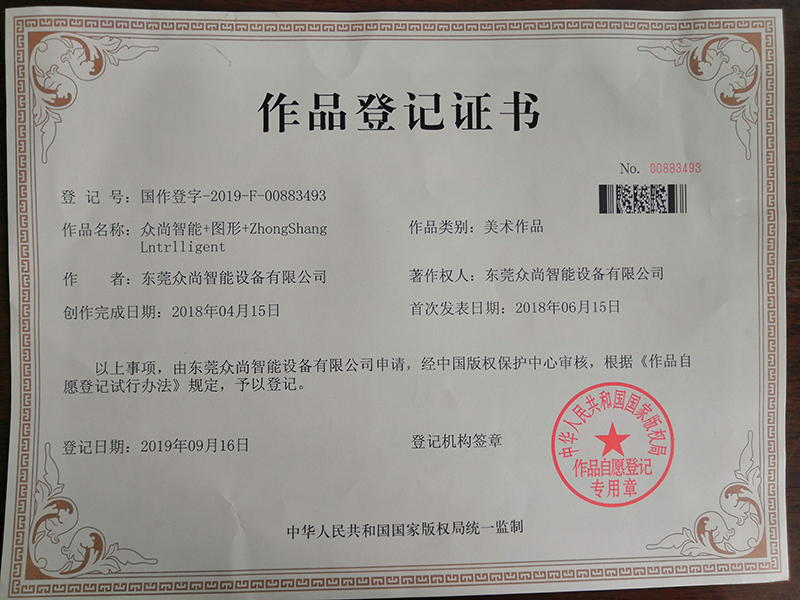 作品登记证书
No. 00883493
登 记 号：国作登字-2019-F-00883493
作品名称：众尚智能+图形+ZhongShang
Lntrlligent
作品类别：美术作品
作 者：东莞众尚智能设备有限公司
著作权人：东莞众尚智能设备有限公司
创作完成日期：2018年04月15日
首次发表日期：2018年06月15日
以上事项，由东莞众尚智能设备有限公司申请，经中国版权保护中心审核，根据《作品自
愿登记试行办法》规定，予以登记。
登记日期：2019年09月16日
登记机构签章
中华人民共和国国家版权局
作品自愿登记
专用章
中华人民共和国国家版权局统一监制